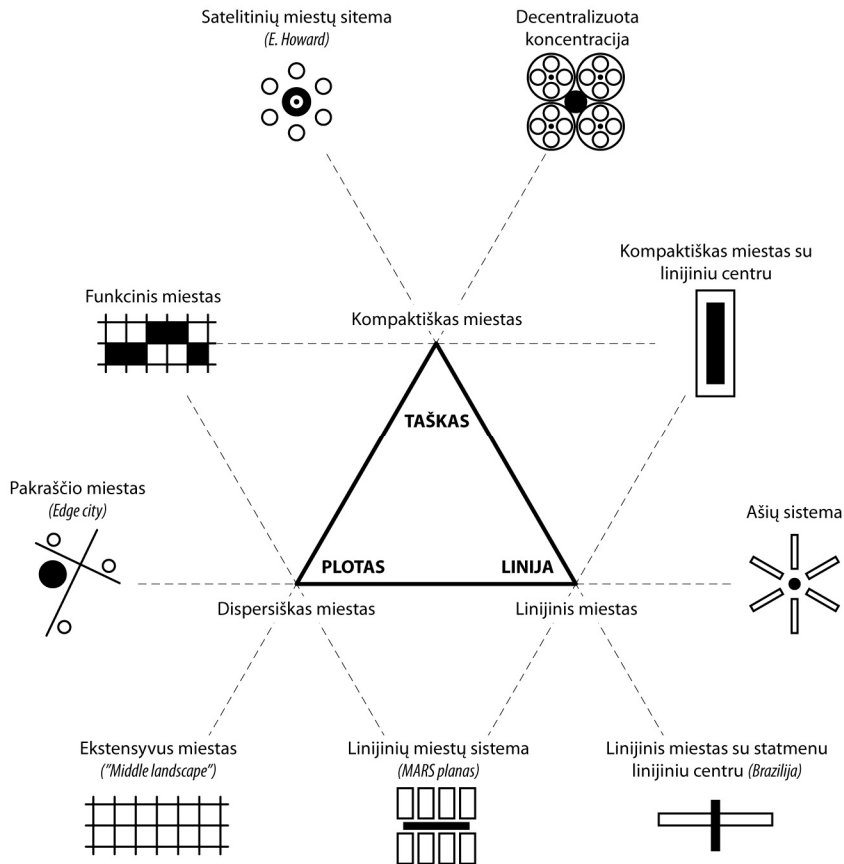 Satelitinių miestų sitema
(E. Howard)
Decentralizuota
koncentracija
Kompaktiškas miestas su
linijiniu centru
Funkcinis miestas
Kompaktiškas miestas
TAŠKAS
Pakraščio miestas
(Edge city)
Ašių sistema
PLOTAS
LINIJA
Dispersiškas miestas
Linijinis miestas
Ekstensyvus miestas
("Middle landscape")
Linijinių miestų sistema
(MARS planas)
Linijinis miestas su statmenu
linijiniu centru (Brazilija)